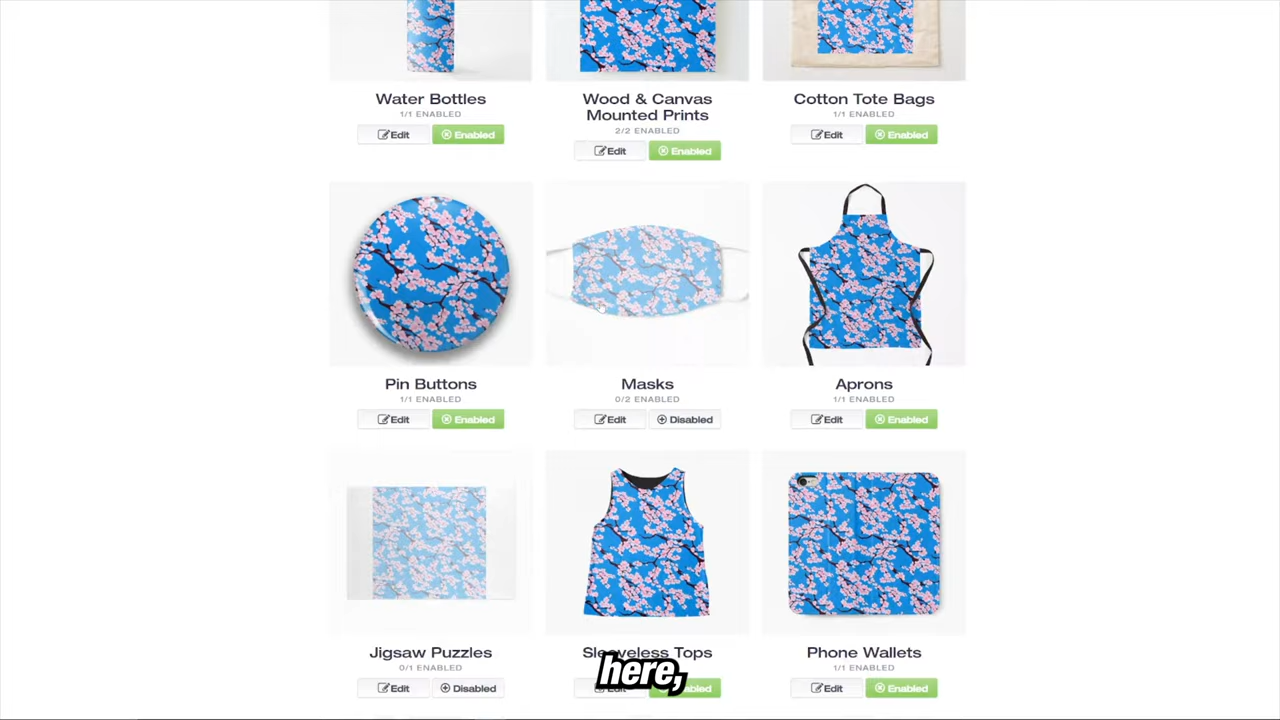 Water Bottles
1/1 ENABLED
Edit
Enabled
Wood & Canvas
Mounted Prints
2/2 ENABLED
Edit
Enabled
Cotton Tote Bags
1/1 ENABLED
Edit
Enabled
Pin Buttons
1/1 ENABLED
Edit
Enabled
Masks
0/2 ENABLED
Edit
Disabled
Aprons
1/1 ENABLED
Edit
Enabled
Jigsaw Puzzles
0/1 ENABLED
Edit
Disabled
Sleeveless Tops
here,
Phone Wallets
1/1 ENABLED
Edit
Enabled